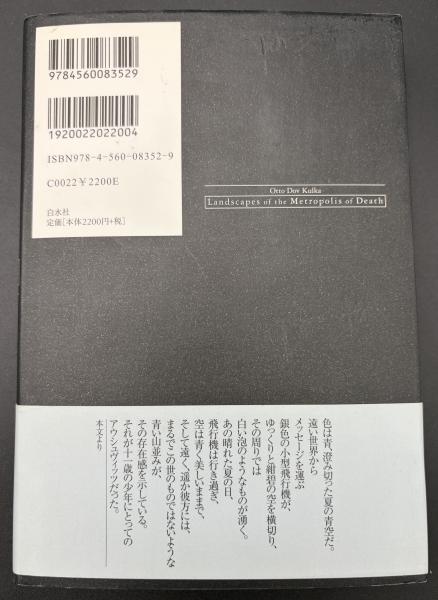 9784560083529
1920022022004
ISBN978-4-560-08352-9
C0022 ¥2200E
白水社
定価[本体2200円+税]
Otto Dov Kulka
Landscapes of the Metropolis of Death
色は青、澄み切った夏の青空だ。
遠い世界から
メッセージを運ぶ
銀色の小型飛行機が、
ゆっくりと紺碧の空を横切り、
その周りでは
白い泡のようなものが湧く。
あの晴れた夏の日、
飛行機は行き過ぎ、
空は青く美しいままで、
そして遠く、遥か彼方には、
まるでこの世のものではないような
青い山並みが、
その存在感を示している。
それが十一歳の少年にとっての
アウシュヴィッツだった。
本文より